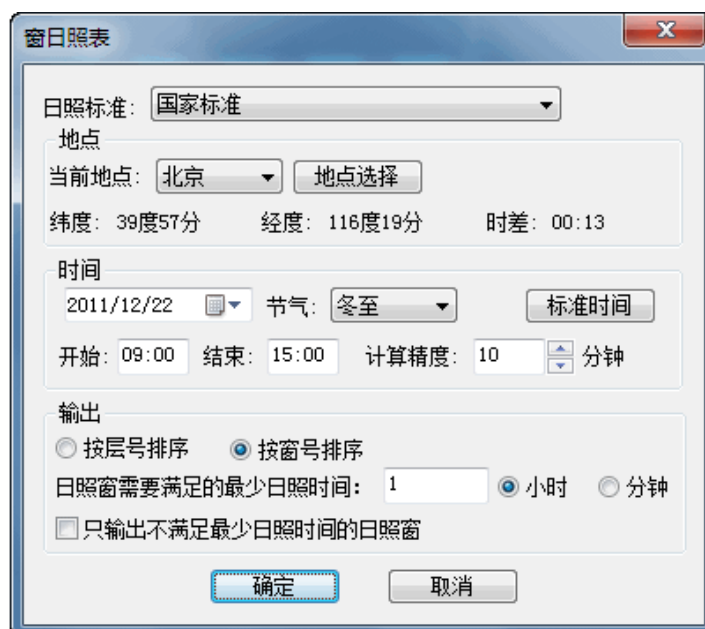 窗日照表
日照标准: 国家标准
地点
当前地点: 北京 地点选择
纬度: 39度57分 经度: 116度19分 时差: 00:13
时间
2011/12/22 节气: 冬至 标准时间
开始: 09:00 结束: 15:00 计算精度: 10 分钟
输出
按层号排序 按窗号排序
日照窗需要满足的最少日照时间: 1 小时 分钟
只输出不满足最少日照时间的日照窗
确定 取消